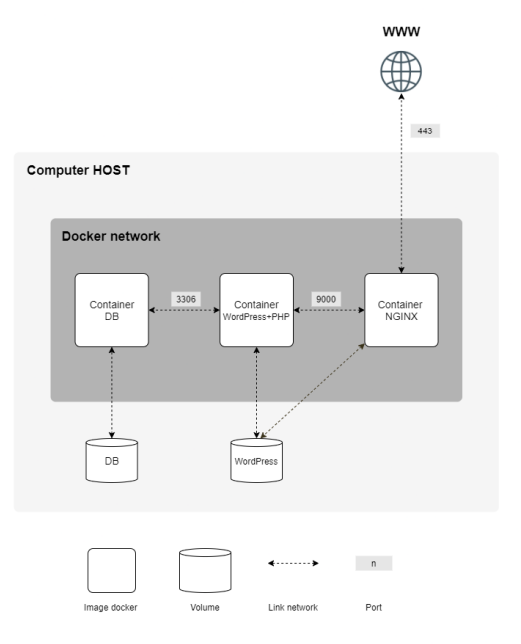 WWW
443
Computer HOST
Docker network
Container
DB
3306
Container
WordPress+PHP
9000
Container
NGINX
DB
WordPress
n
Image docker
Volume
Link network
Port